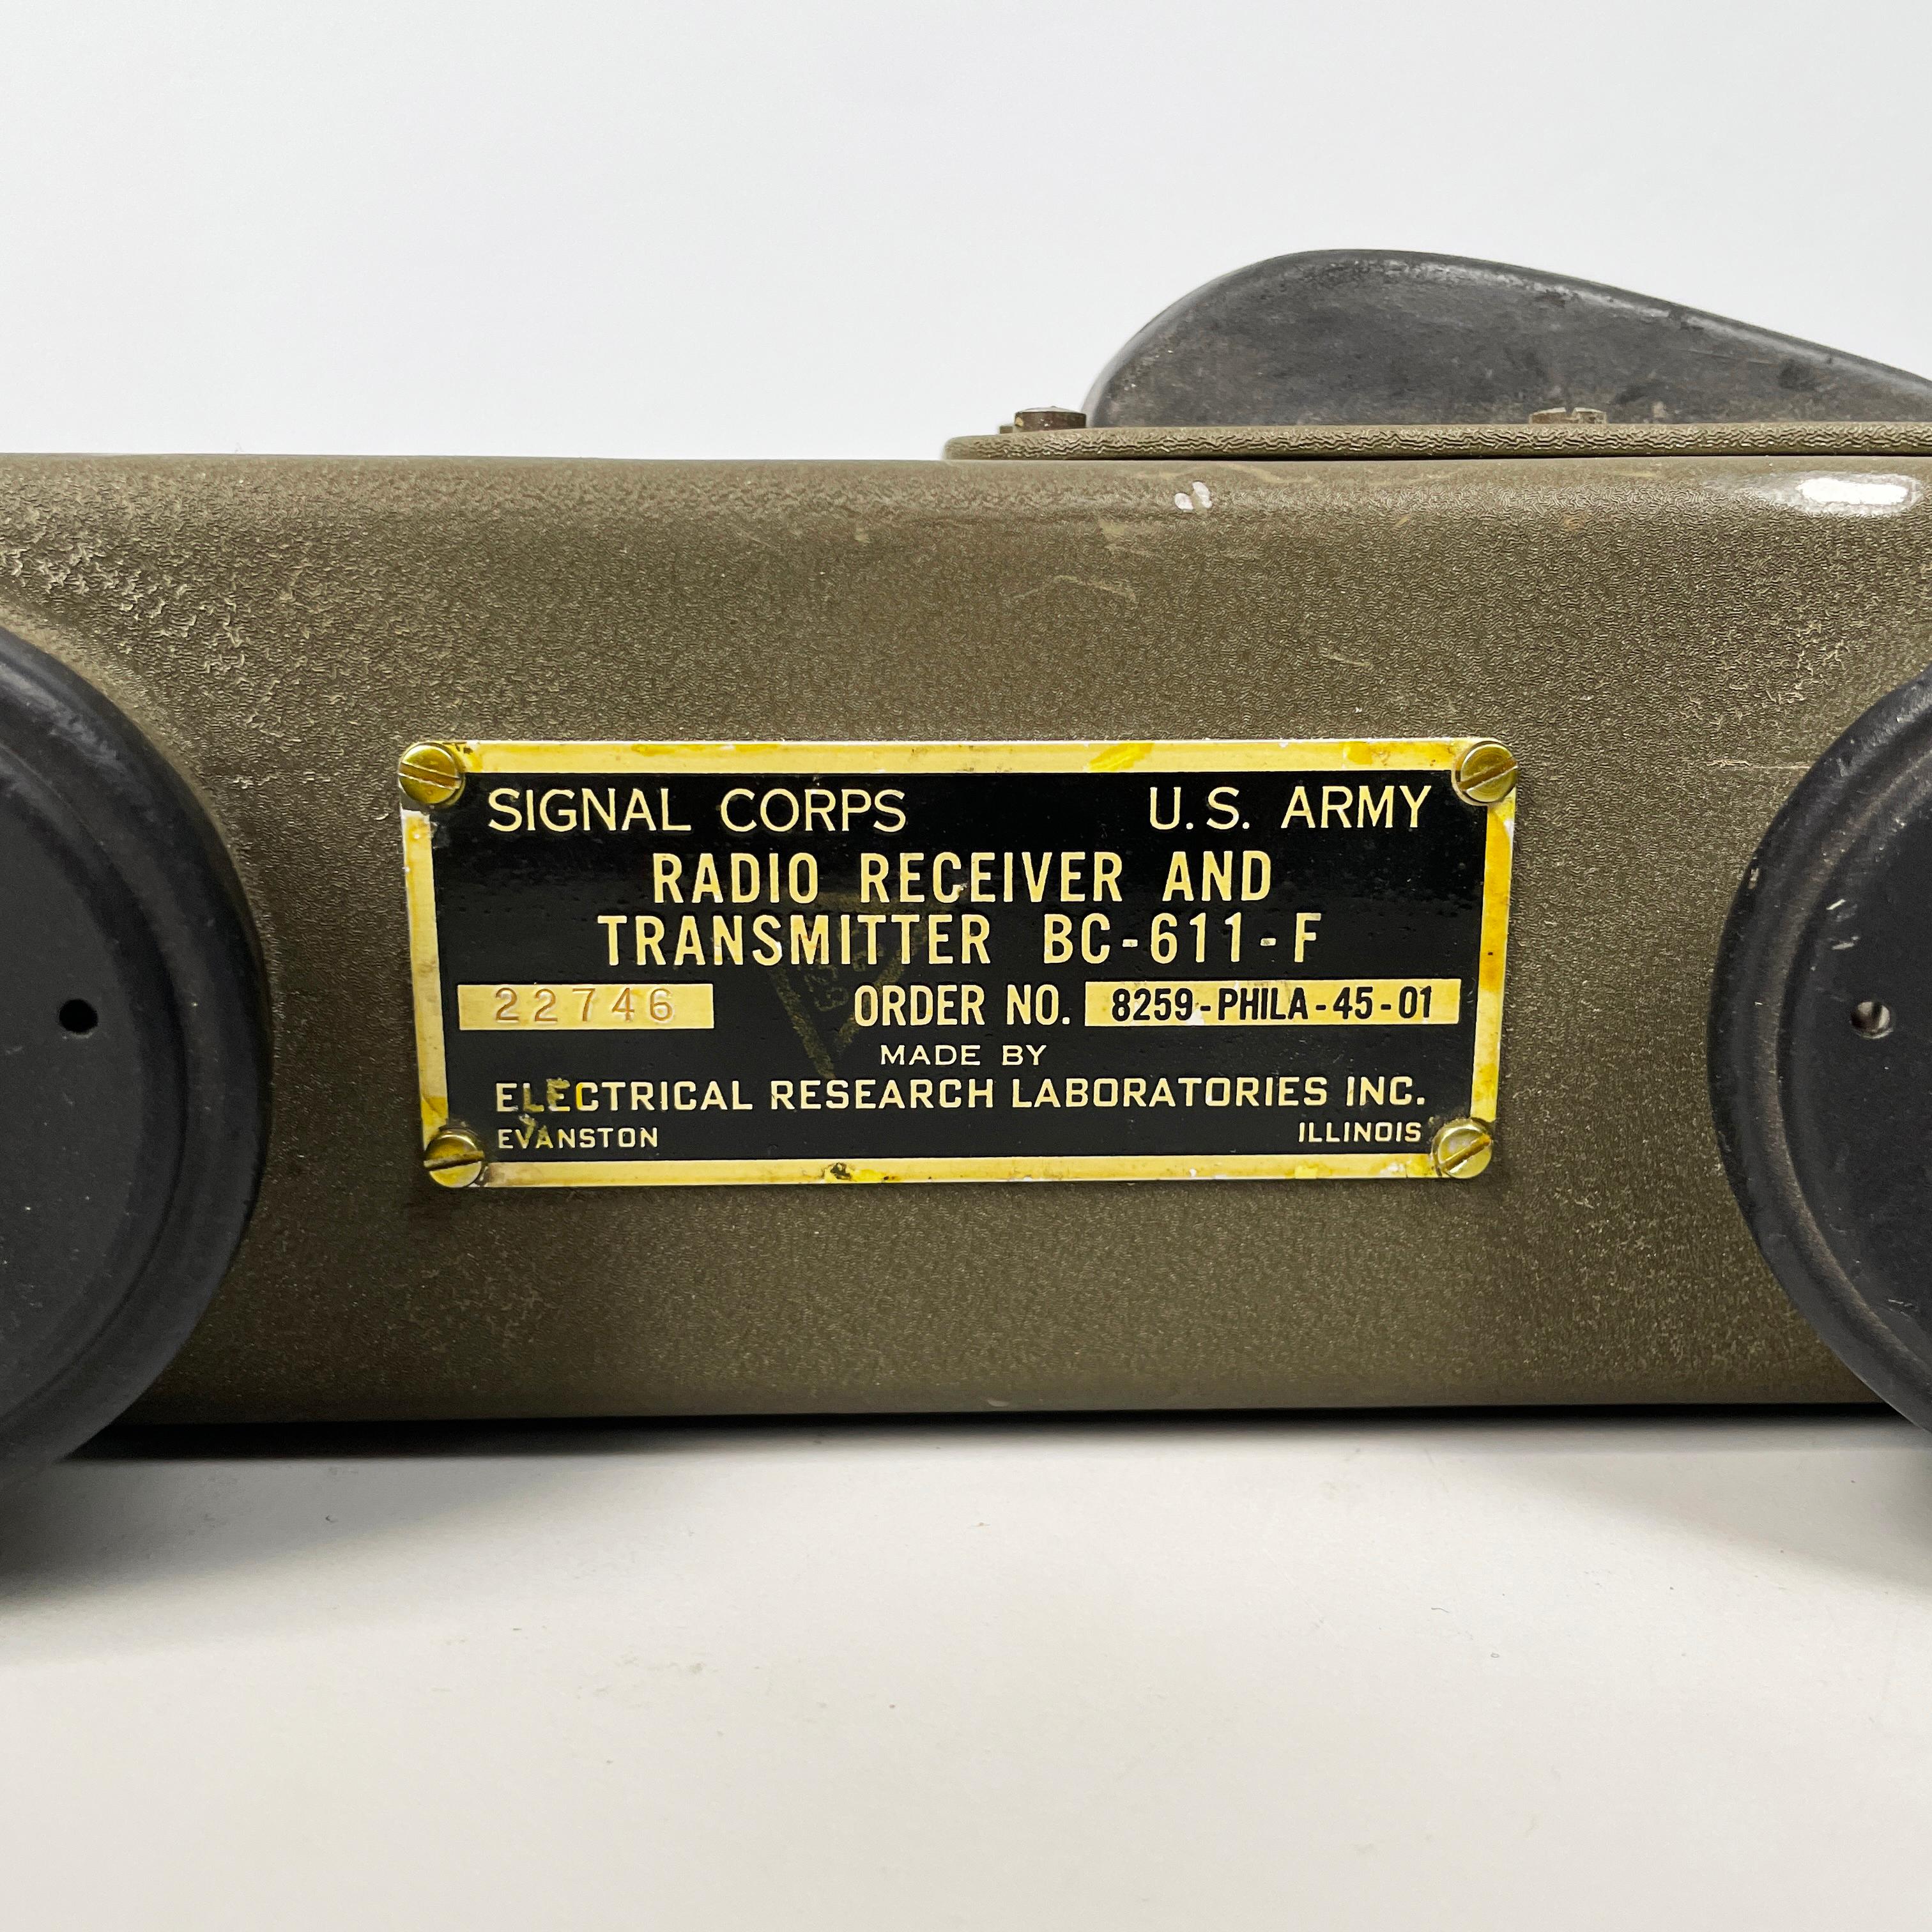 SIGNAL CORPS U.S. ARMY
RADIO RECEIVER AND
TRANSMITTER BC-611-F
22746 ORDER NO. 8259-PHILA-45-01
MADE BY
ELECTRICAL RESEARCH LABORATORIES INC.
EVANSTON ILLINOIS